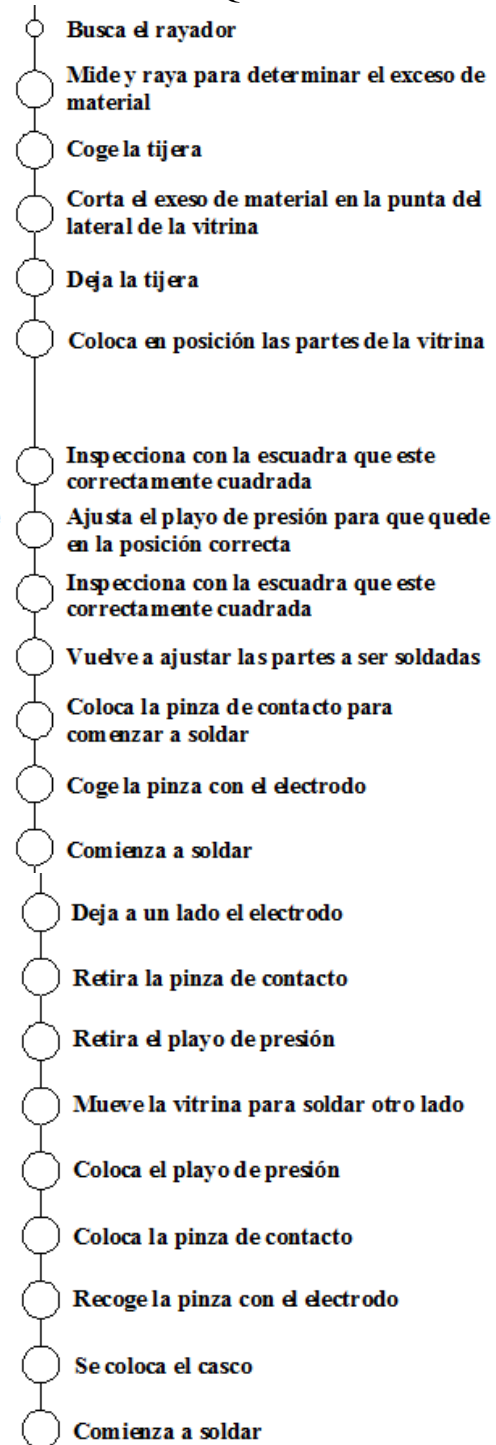 Busca el rayador
Mide y raya para determinar el exceso de
material
Coge la tijera
Corta el exeso de material en la punta del
lateral de la vitrina
Deja la tijera
Coloca en posición las partes de la vitrina
Inspecciona con la escuadra que este
correctamente cuadrada
Ajusta el playo de presión para que quede
en la posición correcta
Inspecciona con la escuadra que este
correctamente cuadrada
Vuelve a ajustar las partes a ser soldadas
Coloca la pinza de contacto para
comenzar a soldar
Coge la pinza con el electrodo
Comienza a soldar
Deja a un lado el electrodo
Retira la pinza de contacto
Retira el playo de presión
Mueve la vitrina para soldar otro lado
Coloca el playo de presión
Coloca la pinza de contacto
Recoge la pinza con el electrodo
Se coloca el casco
Comienza a soldar